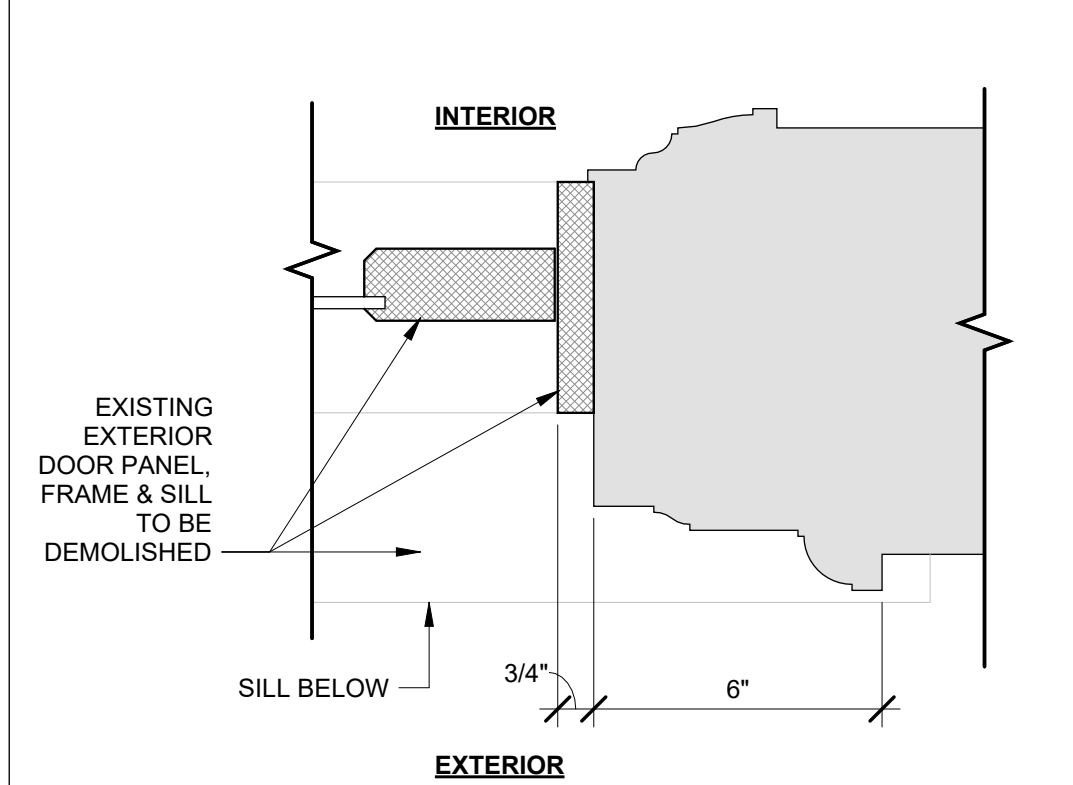 INTERIOR
EXISTING
EXTERIOR
DOOR PANEL,
FRAME & SILL
TO BE
DEMOLISHED
SILL BELOW
3/4"
6"
EXTERIOR